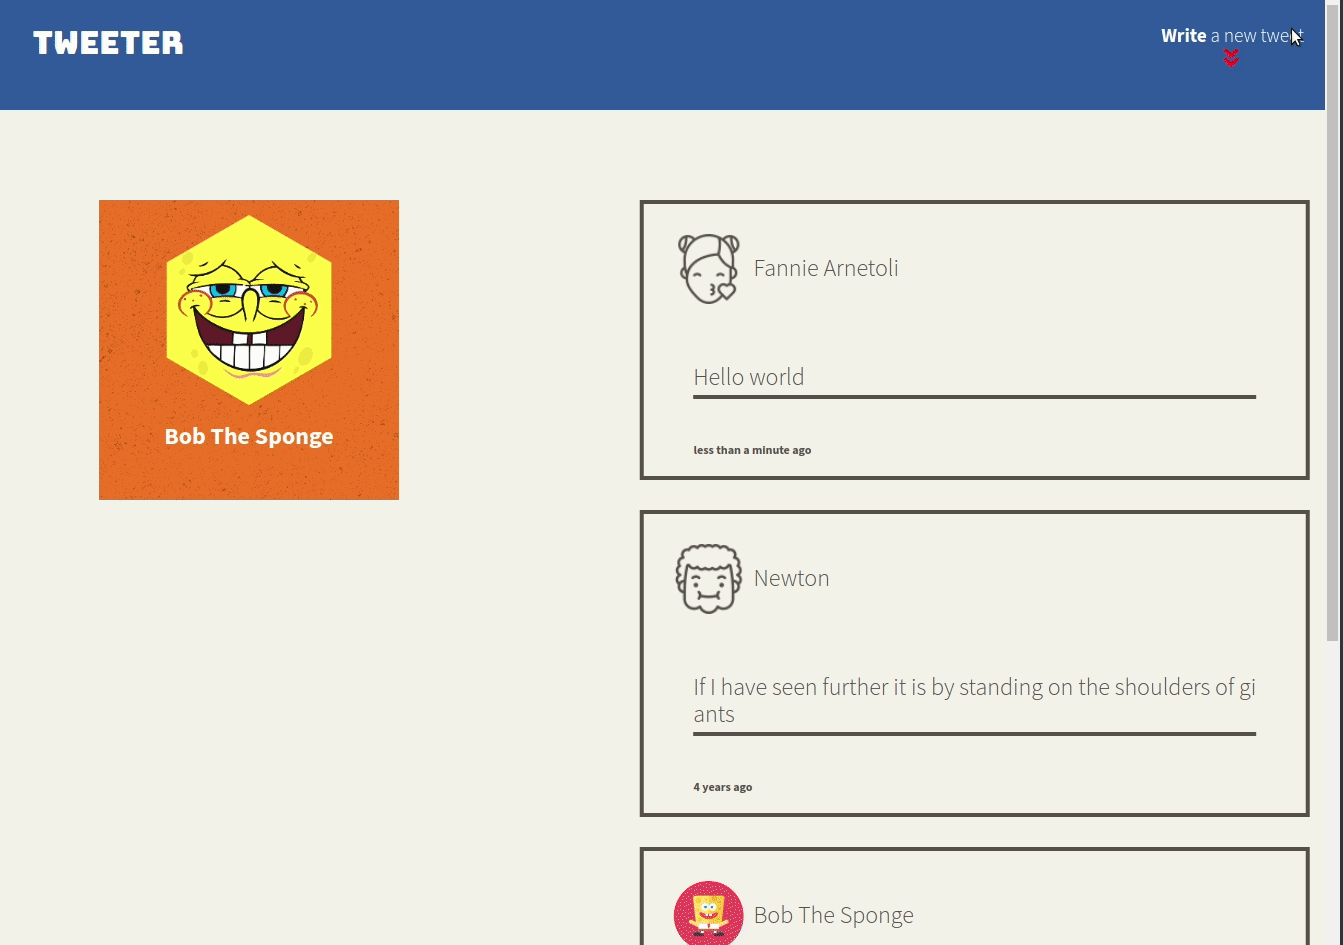 TWEETER
Write a new tweet
Bob The Sponge
Fannie Arnetoli
Hello world
less than a minute ago
Newton
If I have seen further it is by standing on the shoulders of gi
ants
4 years ago
Bob The Sponge